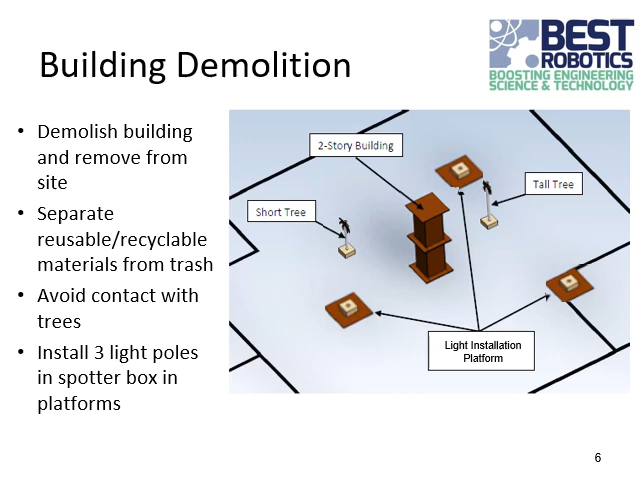 BEST
ROBOTICS
BOOSTING ENGINEERING
SCIENCE & TECHNOLOGY
Building Demolition
• Demolish building
and remove from
site
• Separate
reusable/recyclable
materials from trash
• Avoid contact with
trees
• Install 3 light poles
in spotter box in
platforms
2-Story Building
Tall Tree
Short Tree
Light Installation
Platform
6